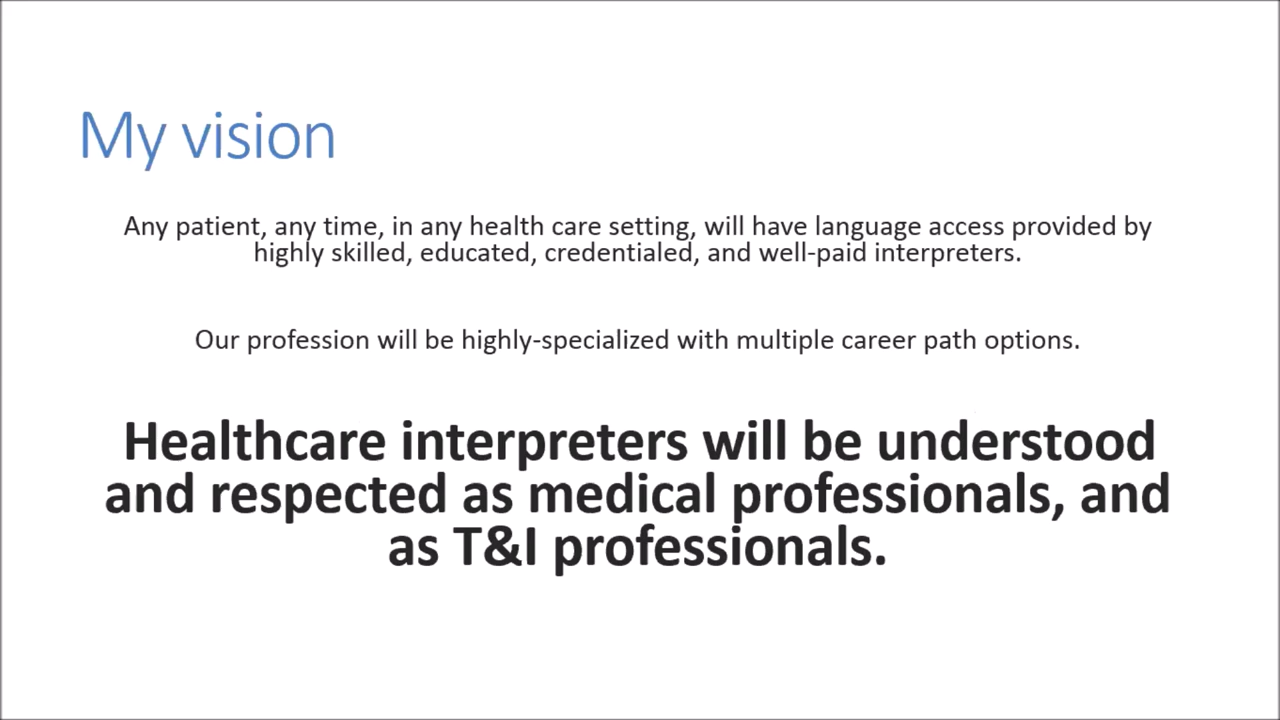 My vision
Any patient, any time, in any health care setting, will have language access provided by
highly skilled, educated, credentialed, and well-paid interpreters.
Our profession will be highly-specialized with multiple career path options.
Healthcare interpreters will be understood
and respected as medical professionals, and
as T&I professionals.